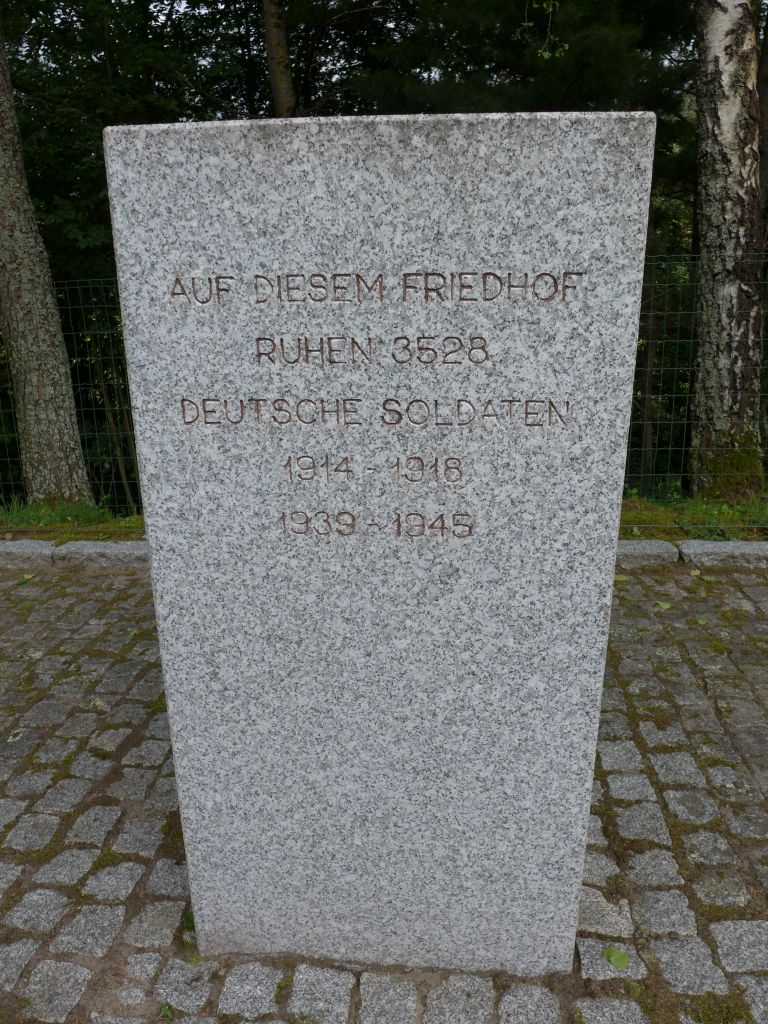 AUF DIESEM FRIEDHOF
RUHEN 3528
DEUTSCHE SOLDATEN
1914 - 1918
1939 - 1945